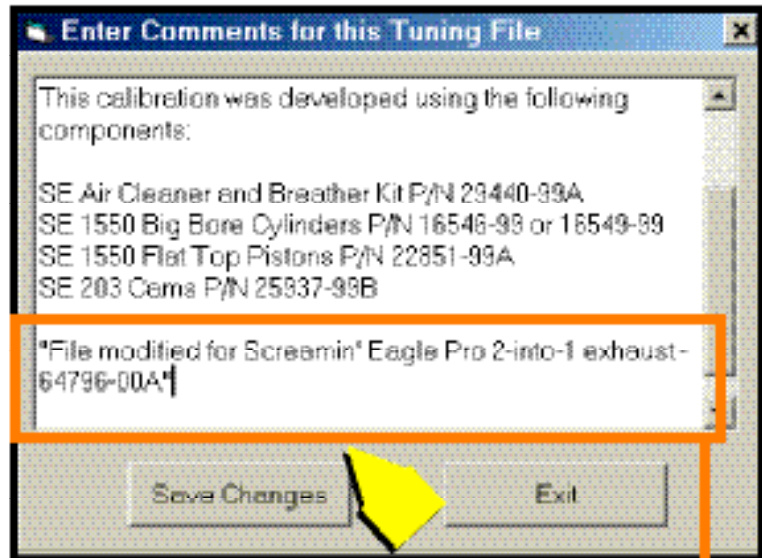 Enter Comments for this Tuning File
This calibration was developed using the following
components:
SE Air Cleaner and Breather Kit P/N 29440-99A
SE 1550 Big Bore Cylinders P/N 16546-99 or 16549-99
SE 1550 Flat Top Pistons P/N 22851-99A
SE 203 Cams P/N 25937-99B
"File modified for Screamin' Eagle Pro 2-into-1 exhaust-
64796-00A"
Save Changes
Exit